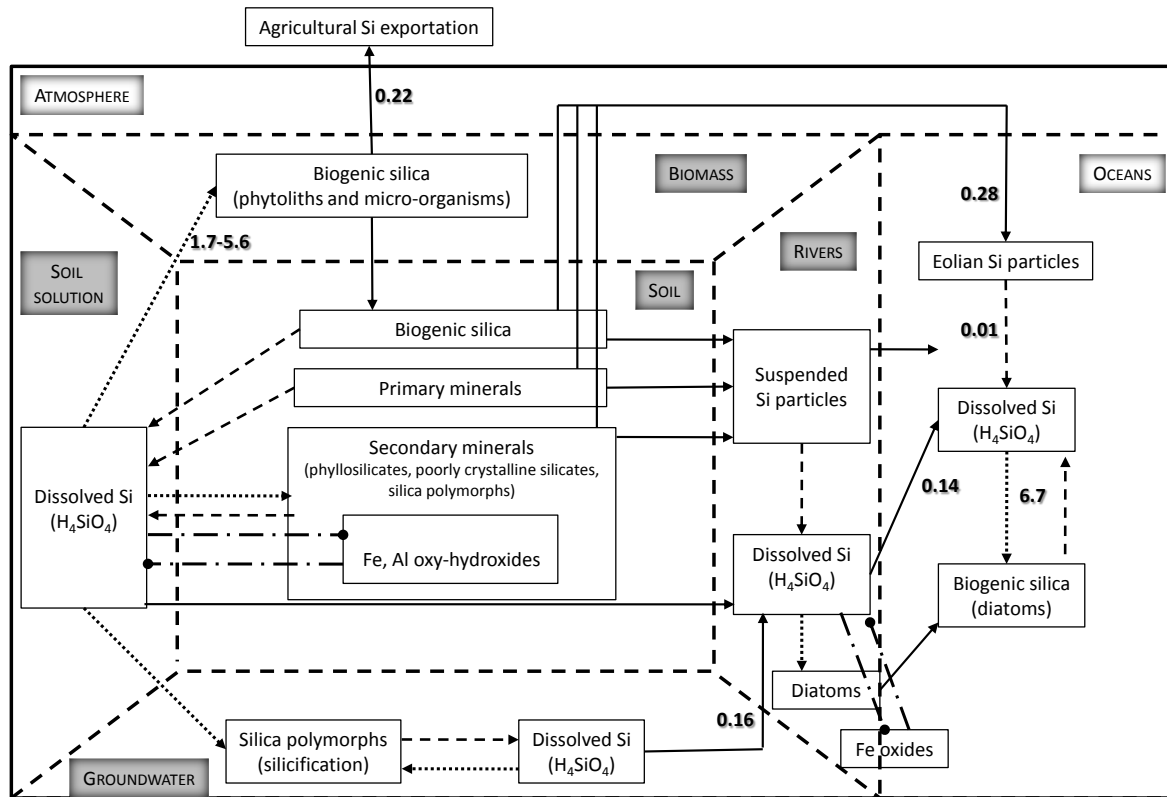 Agricultural Si exportation
ATMOSPHERE
0.22
Biogenic silica
(phytoliths and micro-organisms)
BIOMASS
OCEANS
0.28
1.7-5.6
RIVERS
Eolian Si particles
SOIL
SOLUTION
SOIL
Biogenic silica
0.01
Primary minerals
Suspended
Si particles
Dissolved Si
(H₄SiO₄)
Secondary minerals
(phyllosilicates, poorly crystalline silicates,
silica polymorphs)
Dissolved Si
(H₄SiO₄)
0.14
6.7
Fe, Al oxy-hydroxides
Dissolved Si
(H₄SiO₄)
Biogenic silica
(diatoms)
Diatoms
0.16
Silica polymorphs
(silicification)
Dissolved Si
(H₄SiO₄)
Fe oxides
GROUNDWATER